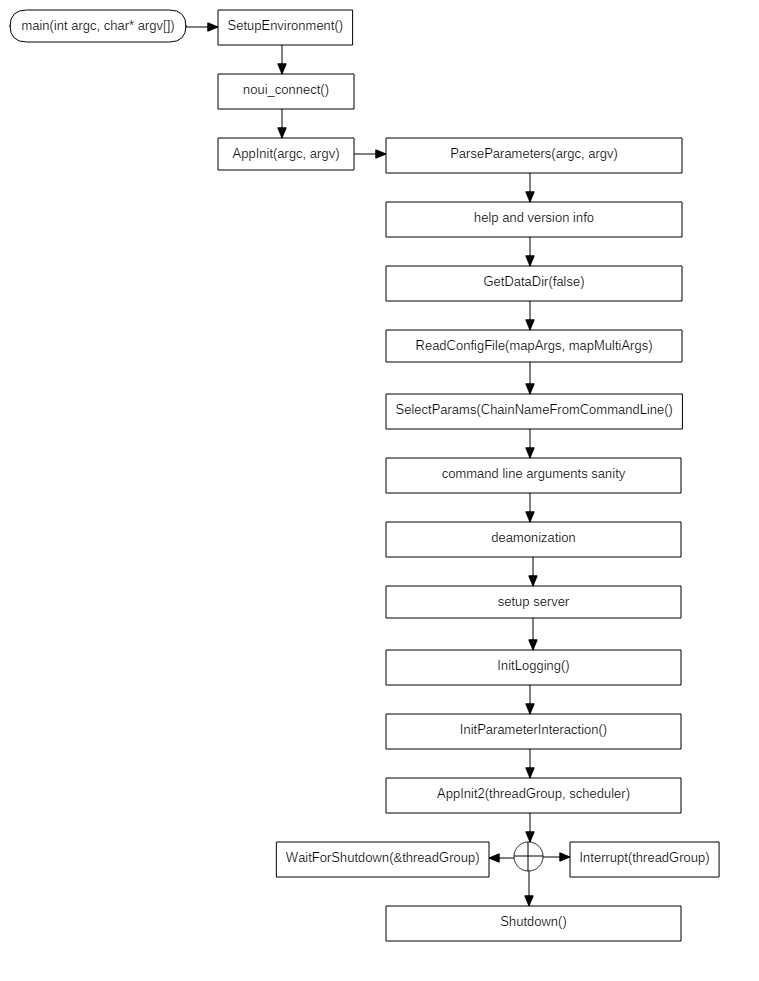 main(int argc, char* argv[])
SetupEnvironment()
noui_connect()
AppInit(argc, argv)
ParseParameters(argc, argv)
help and version info
GetDataDir(false)
ReadConfigFile(mapArgs, mapMultiArgs)
SelectParams(ChainNameFromCommandLine()
command line arguments sanity
deamonization
setup server
InitLogging()
InitParameterInteraction()
AppInit2(threadGroup, scheduler)
WaitForShutdown(&threadGroup)
Interrupt(threadGroup)
Shutdown()